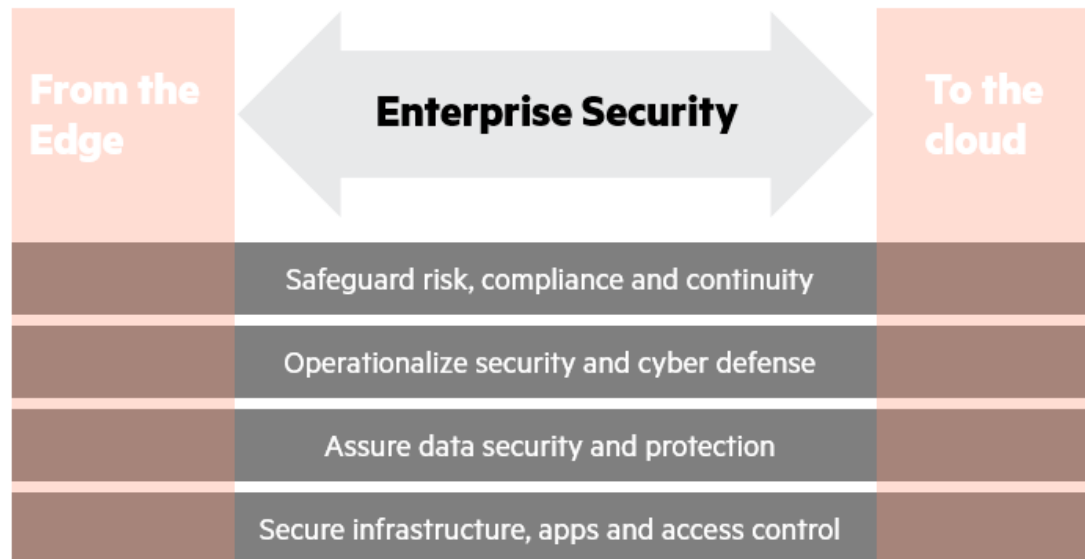 From the
Edge
Enterprise Security
To the
cloud
Safeguard risk, compliance and continuity
Operationalize security and cyber defense
Assure data security and protection
Secure infrastructure, apps and access control